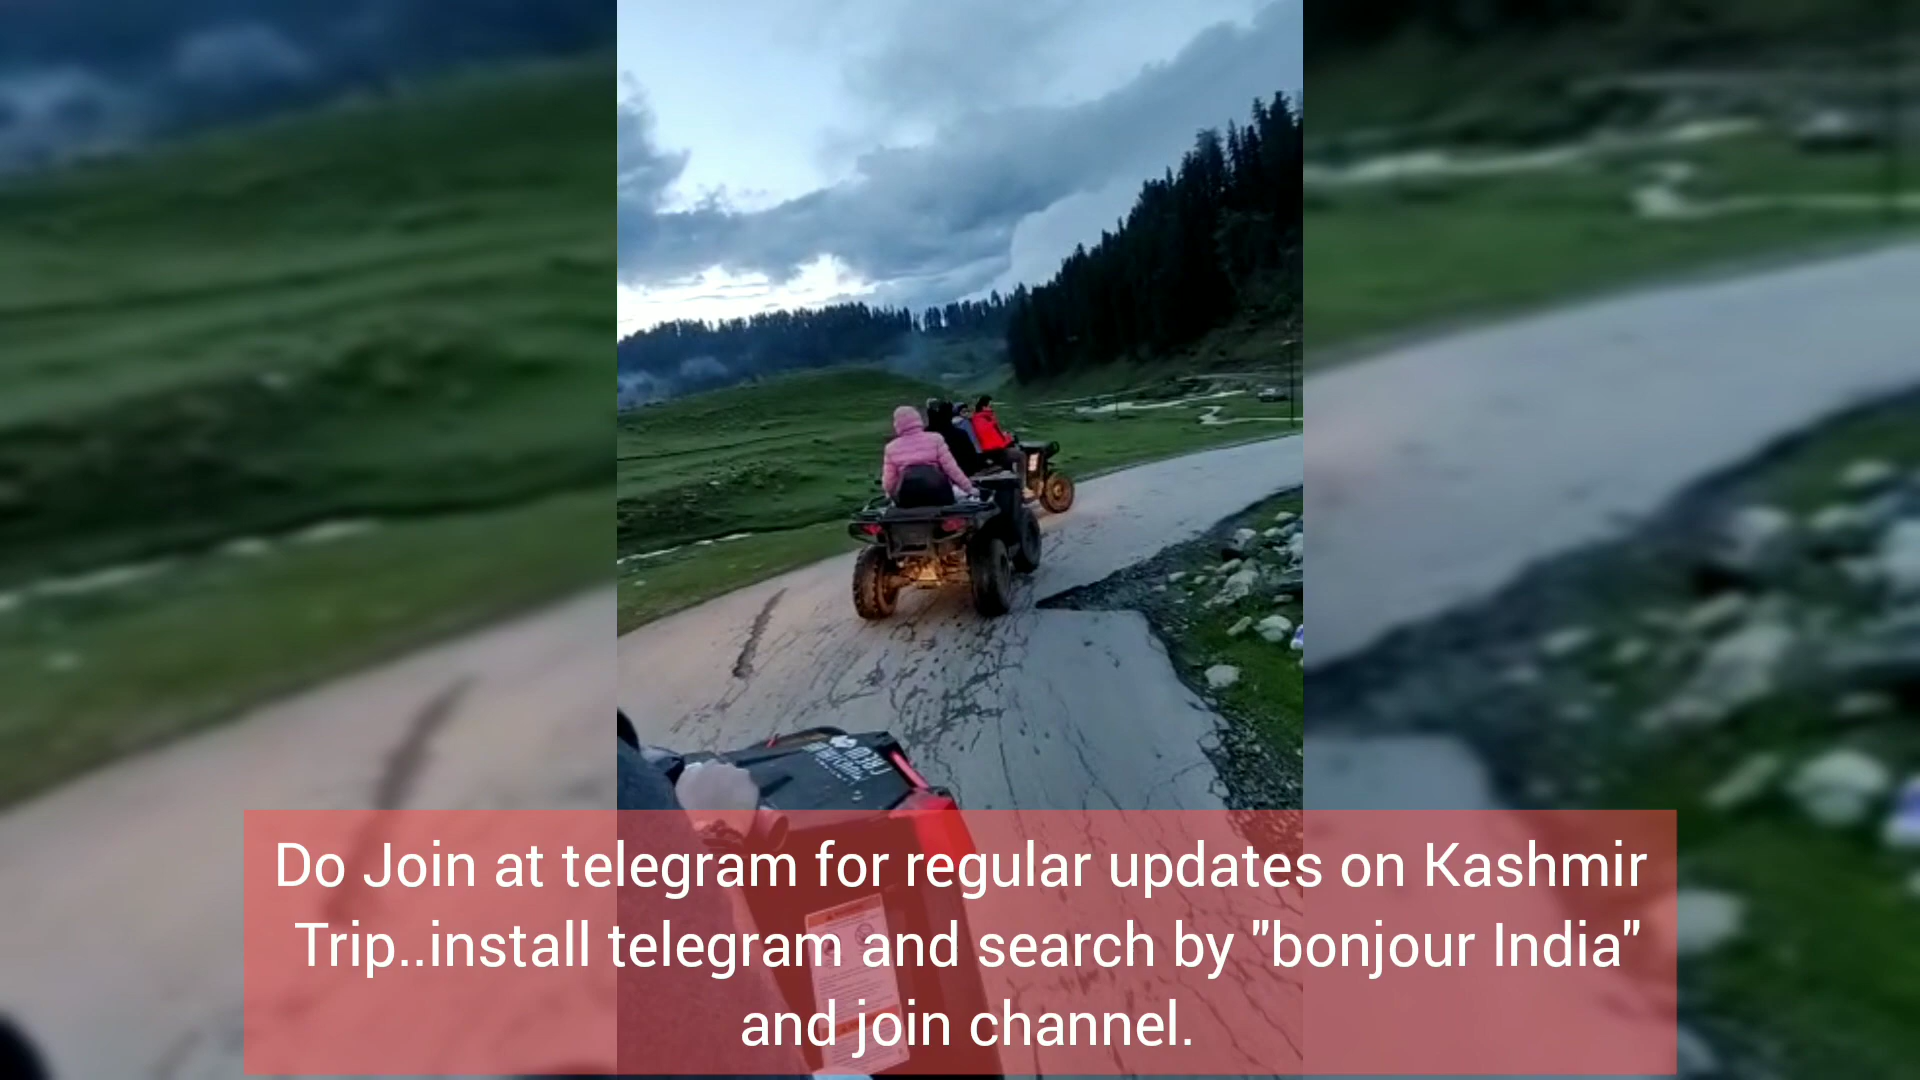 Do Join at telegram for regular updates on Kashmir
Trip..install telegram and search by "bonjour India"
and join channel.